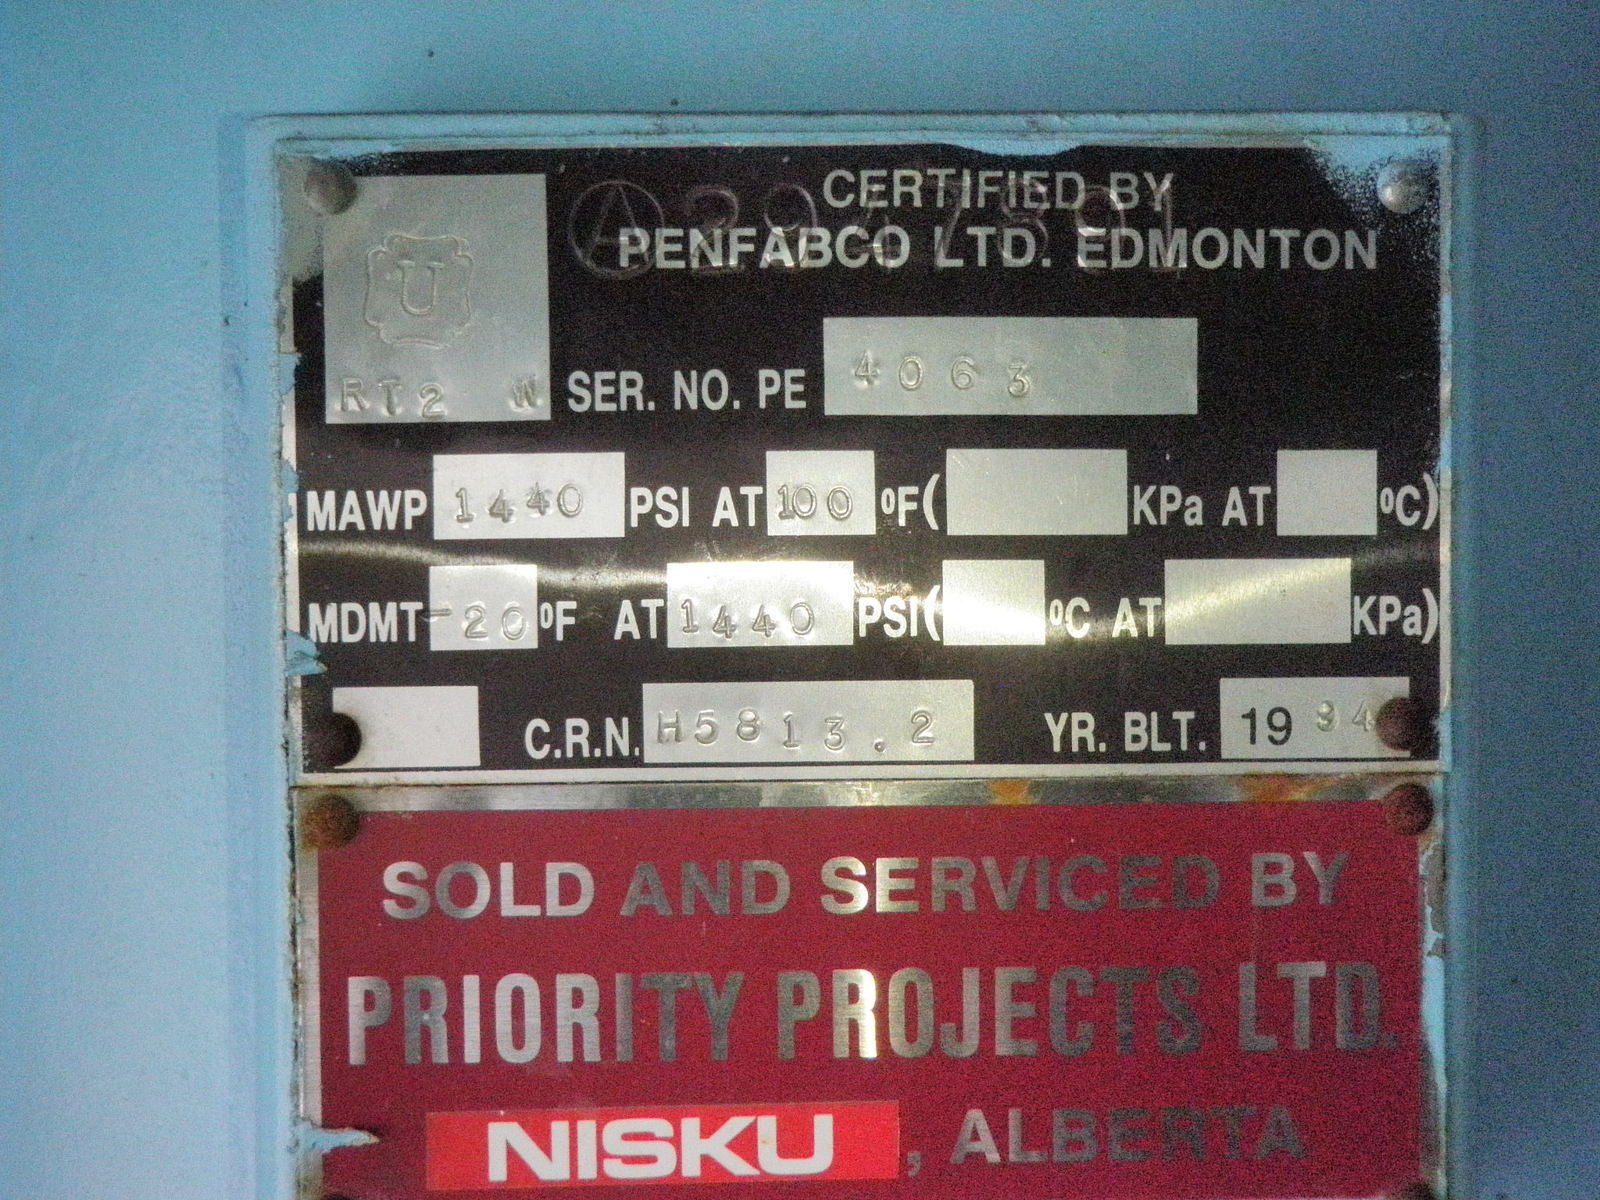 CERTIFIED BY
PENFABCO LTD. EDMONTON
U
RT2 W
SER. NO. PE 4063
MAWP 1440 PSI AT 100 ºF( KPa AT ºC)
MDMT -20 ºF AT 1440 PSI( ºC AT KPa)
C.R.N. H5813.2 YR. BLT. 1994
SOLD AND SERVICED BY
PRIORITY PROJECTS LTD.
NISKU, ALBERTA